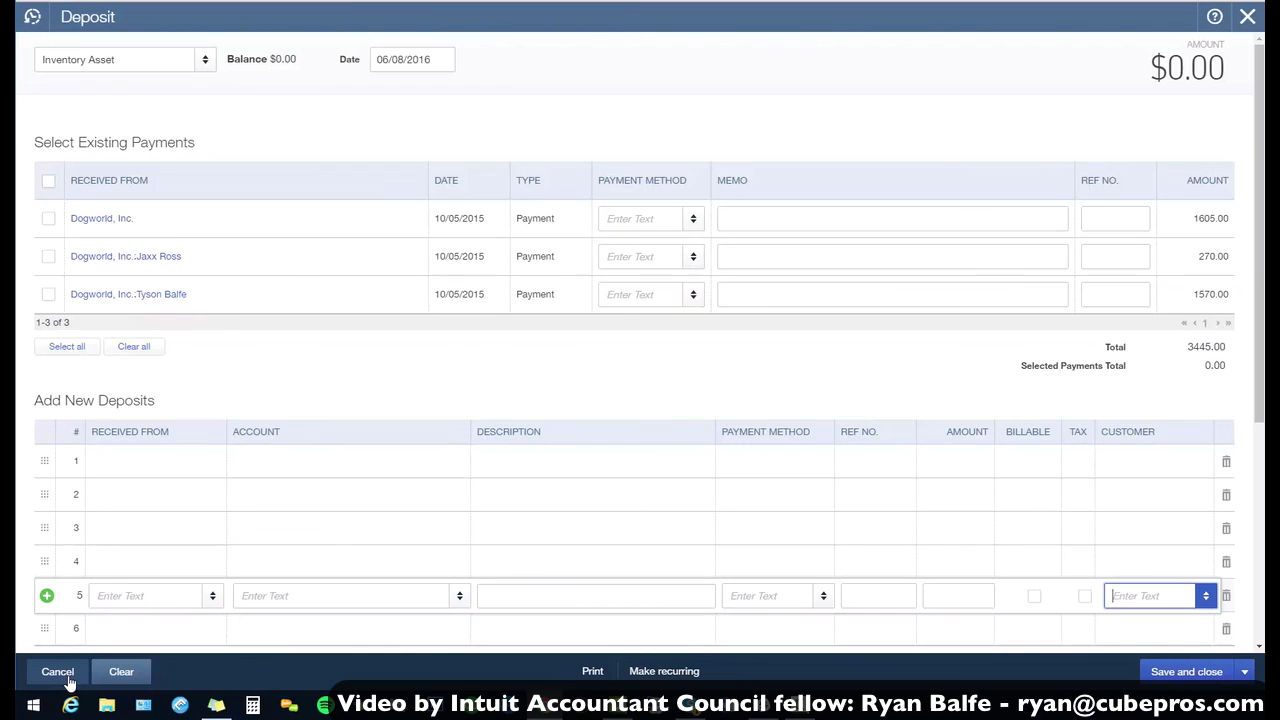 Deposit
Inventory Asset Balance $0.00 Date 06/08/2016
AMOUNT
$0.00
Select Existing Payments
RECEIVED FROM DATE TYPE PAYMENT METHOD MEMO REF NO. AMOUNT
Dogworld, Inc. 10/05/2015 Payment Enter Text 1605.00
Dogworld, Inc.:Jaxx Ross 10/05/2015 Payment Enter Text 270.00
Dogworld, Inc.:Tyson Balfe 10/05/2015 Payment Enter Text 1570.00
1-3 of 3 « ‹ 1 › »
Select all Clear all Total 3445.00
Selected Payments Total 0.00
Add New Deposits
# RECEIVED FROM ACCOUNT DESCRIPTION PAYMENT METHOD REF NO. AMOUNT BILLABLE TAX CUSTOMER
1
2
3
4
5 Enter Text Enter Text Enter Text Enter Text
6
Cancel Clear Print Make recurring Save and close
Video by Intuit Accountant Council fellow: Ryan Balfe - ryan@cubepros.com